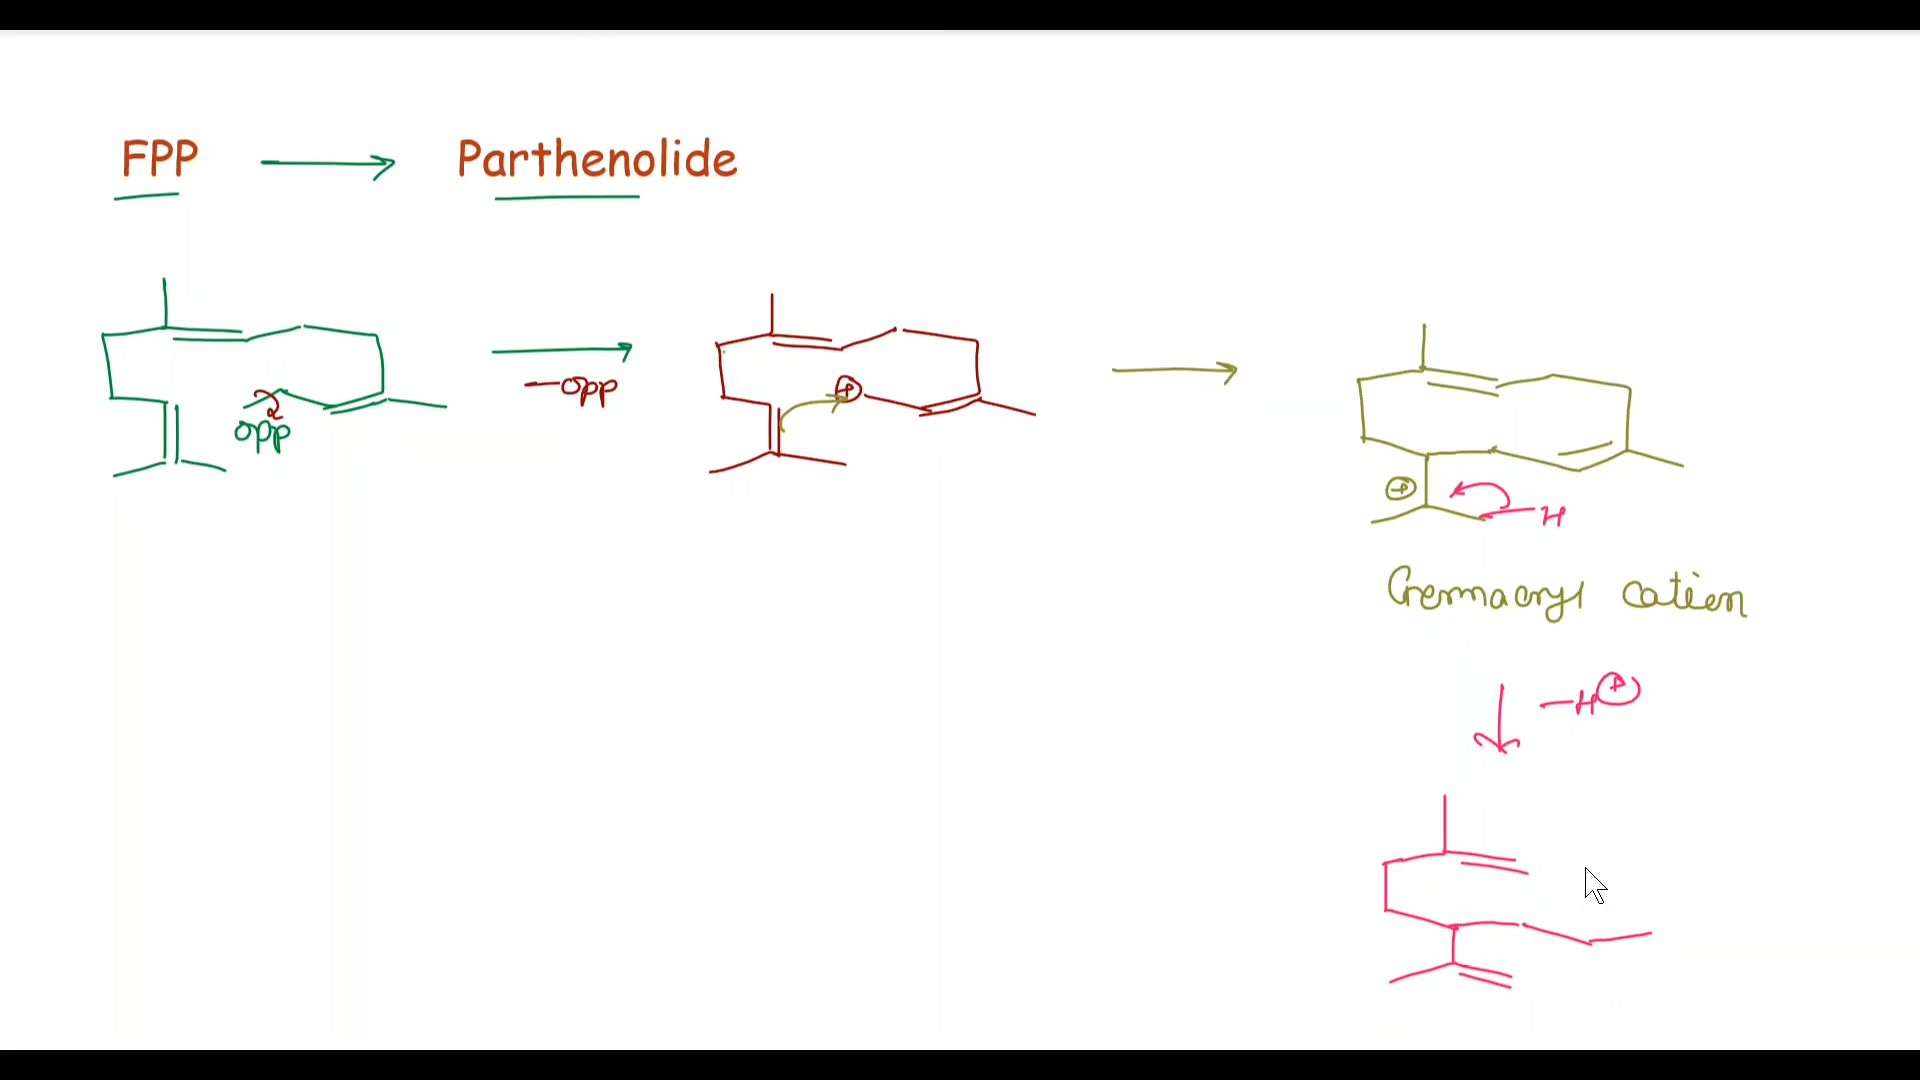 FPP → Parthenolide
opp
-opp
⊕
⊕
H
Germacryl cation
-H⊕